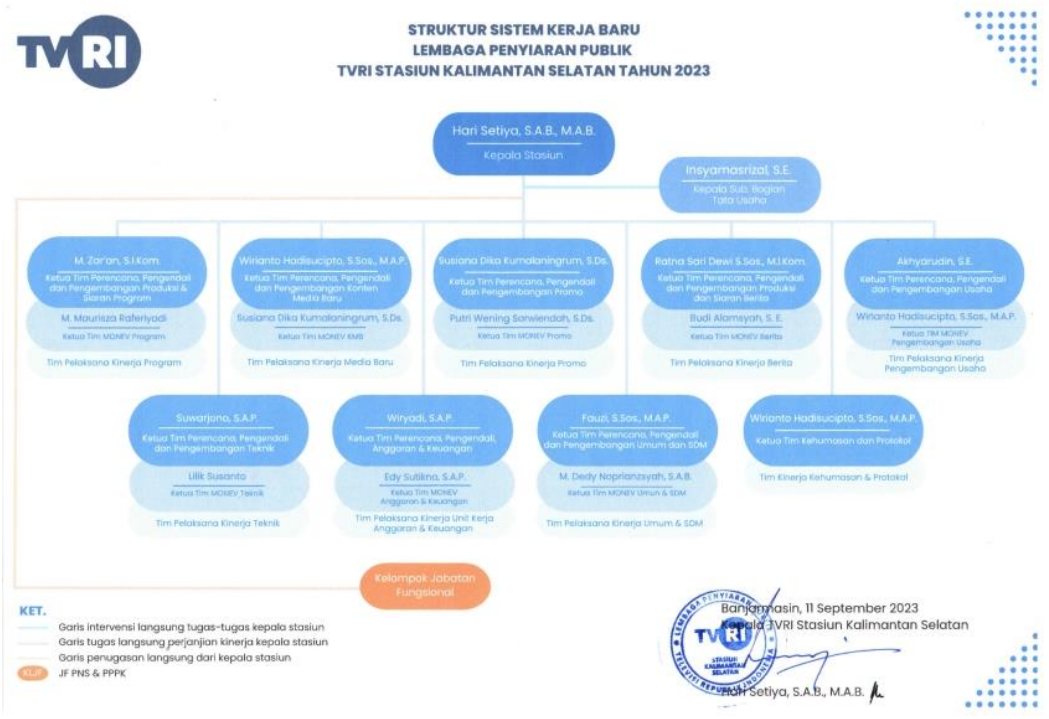 TVRI
STRUKTUR SISTEM KERJA BARU
LEMBAGA PENYIARAN PUBLIK
TVRI STASIUN KALIMANTAN SELATAN TAHUN 2023
Hari Setiya, S.A.B., M.A.B.
Kepala Stasiun
Insyamasrizal, S.E.
Kepala Sub. Bagian
Tata Usaha
M. Zar'an, S.I.Kom.
Ketua Tim Perencana, Pengendali
dan Pengembangan Produksi &
Siaran Program
M. Maurisza Raferiyadi
Ketua Tim MONEV Program
Tim Pelaksana Kinerja Program
Wirianto Hadisucipto, S.Sos., M.A.P.
Ketua Tim Perencana, Pengendali
dan Pengembangan Konten
Media Baru
Susiana Dika Kumalaningrum, S.Ds.
Ketua Tim MONEV KMB
Tim Pelaksana Kinerja Media Baru
Susiana Dika Kumalaningrum, S.Ds.
Ketua Tim Perencana, Pengendali
dan Pengembangan Promo
Putri Wening Sarwiendah, S.Ds.
Ketua Tim MONEV Promo
Tim Pelaksana Kinerja Promo
Ratna Sari Dewi S.Sos., M.I.Kom.
Ketua Tim Perencana, Pengendali
dan Pengembangan Produksi
dan Siaran Berita
Budi Alamsyah, S. E.
Ketua Tim MONEV Berita
Tim Pelaksana Kinerja Berita
Akhyarudin, S.E.
Ketua Tim Perencana, Pengendali
dan Pengembangan Usaha
Wirianto Hadisucipto, S.Sos., M.A.P.
Ketua TIM MONEV
Pengembangan Usaha
Tim Pelaksana Kinerja
Pengembangan Usaha
Suwarjono, S.A.P.
Ketua Tim Perencana, Pengendali
dan Pengembangan Teknik
Lilik Susanto
Ketua Tim MONEV Teknik
Tim Pelaksana Kinerja Teknik
Wiryadi, S.A.P.
Ketua Tim Perencana, Pengendali,
Anggaran & Keuangan
Edy Sutikno, S.A.P.
Ketua Tim MONEV
Anggaran & Keuangan
Tim Pelaksana Kinerja Unit Kerja
Anggaran & Keuangan
Fauzi, S.Sos., M.A.P.
Ketua Tim Perencana, Pengendali
dan Pengembangan Umum dan SDM
M. Dedy Noprianzsyah, S.A.B.
Ketua Tim MONEV Umun & SDM
Tim Pelaksana Kinerja Umum & SDM
Wirianto Hadisucipto, S.Sos., M.A.P.
Ketua Tim Kehumasan dan Protokol
Tim Kinerja Kehumasan & Protokol
Kelompok Jabatan
Fungsional
KET.
Garis intervensi langsung tugas-tugas kepala stasiun
Garis tugas langsung perjanjian kinerja kepala stasiun
Garis penugasan langsung dari kepala stasiun
KLJF JF PNS & PPPK
Banjarmasin, 11 September 2023
Kepala TVRI Stasiun Kalimantan Selatan
LEMBAGA PENYIARAN
TVRI
STASIUN
KALIMANTAN
SELATAN
TELEVISI REPUBLIK INDONESIA
Hari Setiya, S.A.B., M.A.B.